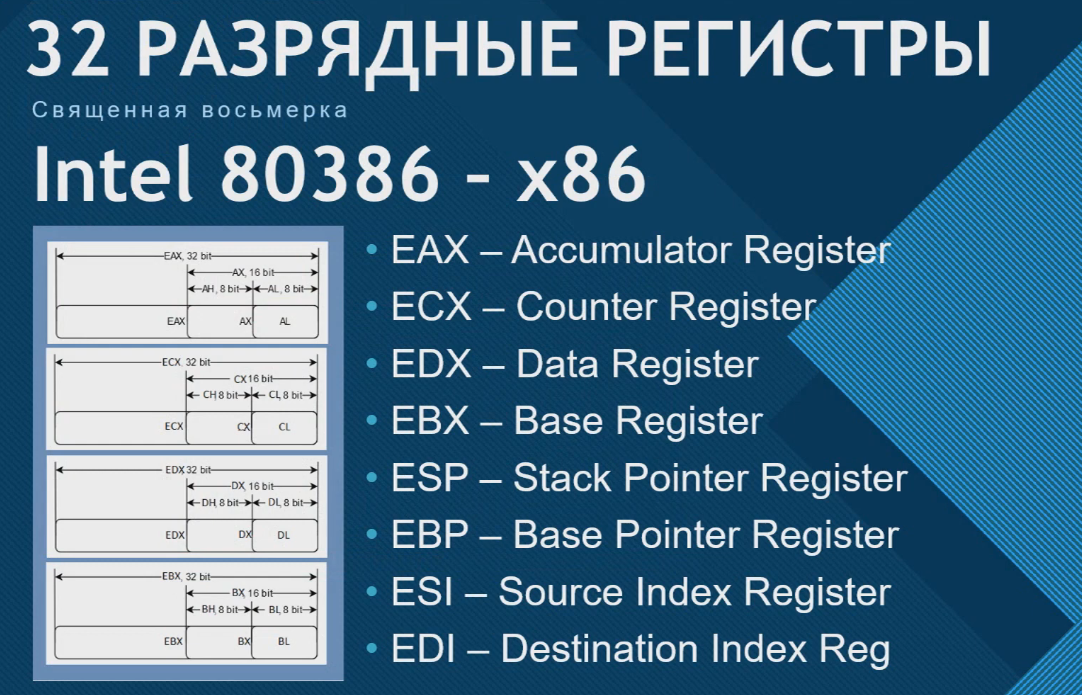 32 РАЗРЯДНЫЕ РЕГИСТРЫ
Священная восьмерка
Intel 80386 - x86
EAX, 32 bit
AX, 16 bit
AH, 8 bit AL, 8 bit
EAX AX AL
ECX, 32 bit
CX 16 bit
CH, 8 bit CL, 8 bit
ECX CX CL
EDX 32 bit
DX, 16 bit
DH, 8 bit DL, 8 bit
EDX DX DL
EBX, 32 bit
BX, 16 bit
BH, 8 bit BL, 8 bit
EBX BX BL
• EAX – Accumulator Register
• ECX – Counter Register
• EDX – Data Register
• EBX – Base Register
• ESP – Stack Pointer Register
• EBP – Base Pointer Register
• ESI – Source Index Register
• EDI – Destination Index Reg